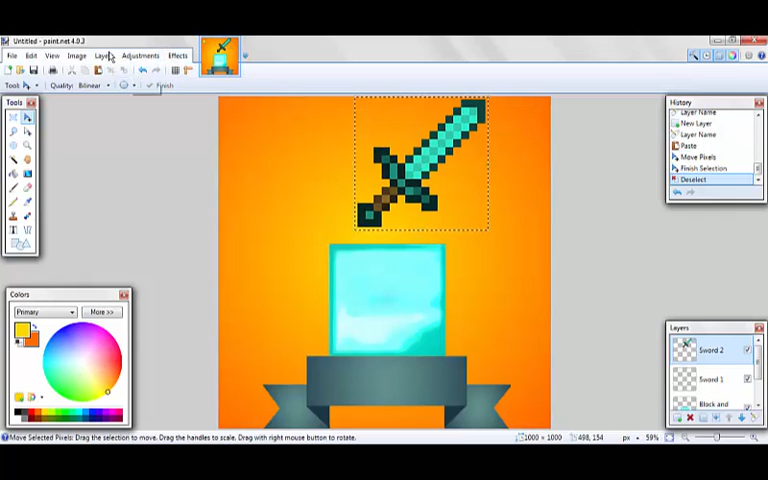 Untitled - paint.net 4.0.3
File Edit View Image Layers Adjustments Effects
Tool: Quality: Bilinear Finish
Tools
Colors
Primary More >>
History
Layer Name
New Layer
Layer Name
Paste
Move Pixels
Finish Selection
Deselect
Layers
Sword 2
Sword 1
Block and
Move Selected Pixels: Drag the selection to move. Drag the handles to scale. Drag with right mouse button to rotate. 1000 × 1000 498, 154 px 59%